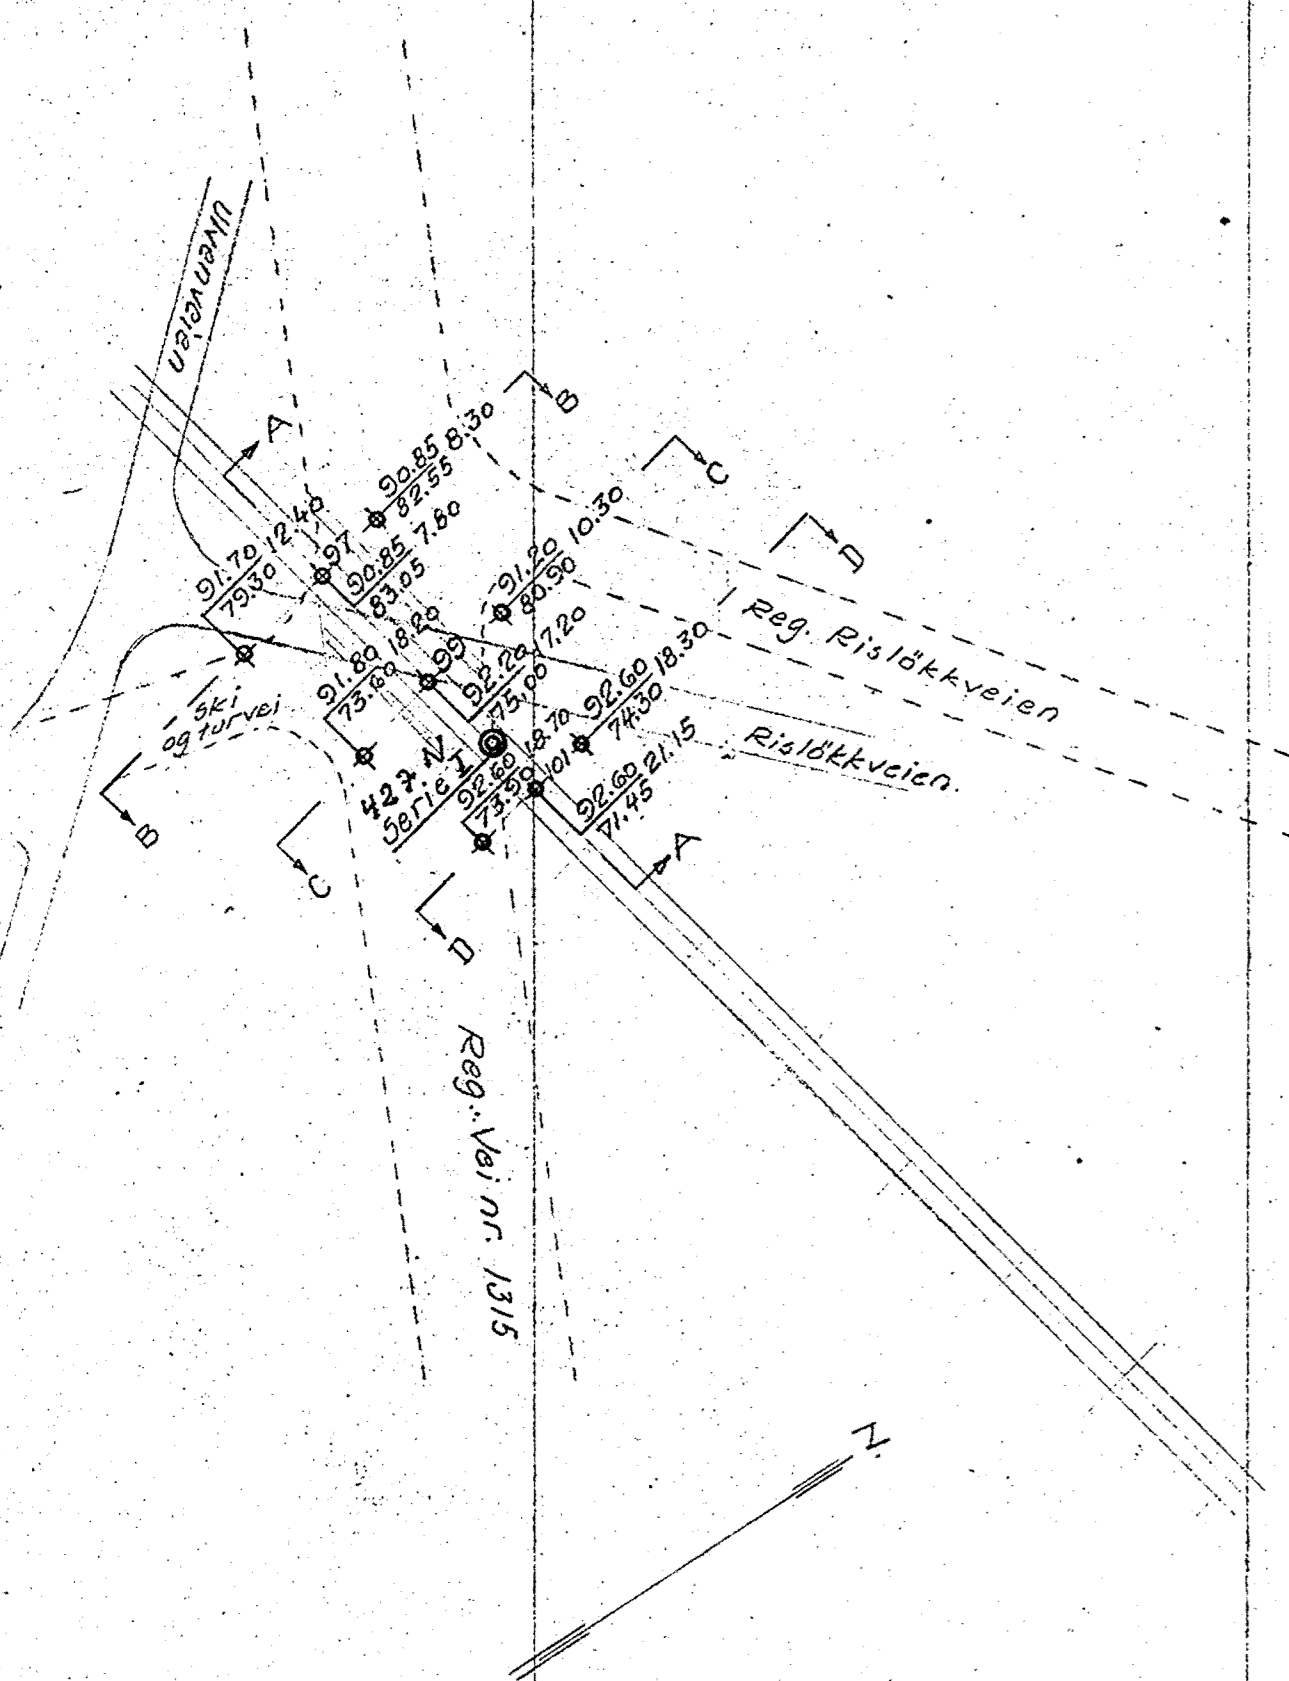 Ulvenveien
B
A
90.85 8.30
82.55
C
97
91.70 12.40
79.30
90.85 7.80
83.05
D
91.20 10.30
80.90
Reg. Rislökkveien
99
91.80 18.20
73.60
92.20 17.20
75.00
92.60 18.30
74.30
Rislökkveien.
ski
og turvei
427 N
Serie I
101
92.60 18.70
73.90
92.60 21.15
71.45
B
A
C
D
Reg. Vei nr. 1315
N